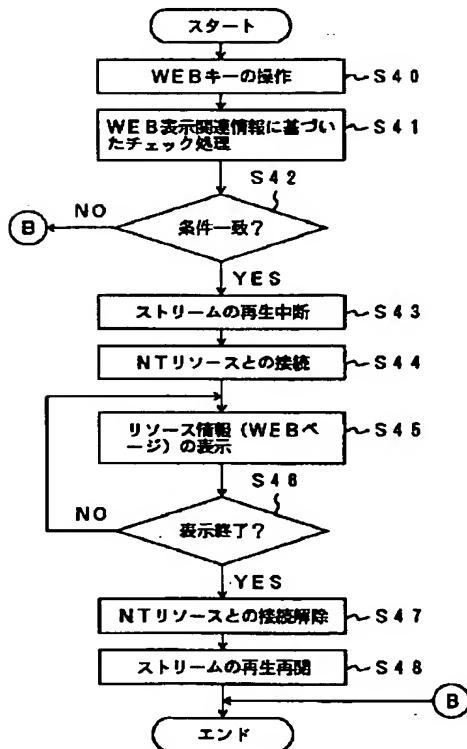 スタート
WEBキーの操作
S40
WEB表示関連情報に基づい
たチェック処理
S41
S42
条件一致?
NO
B
YES
ストリームの再生中断
S43
NTリソースとの接続
S44
リソース情報(WEBペ
ージ)の表示
S45
S46
表示終了?
NO
YES
NTリソースとの接続解除
S47
ストリームの再生再開
S48
B
エンド